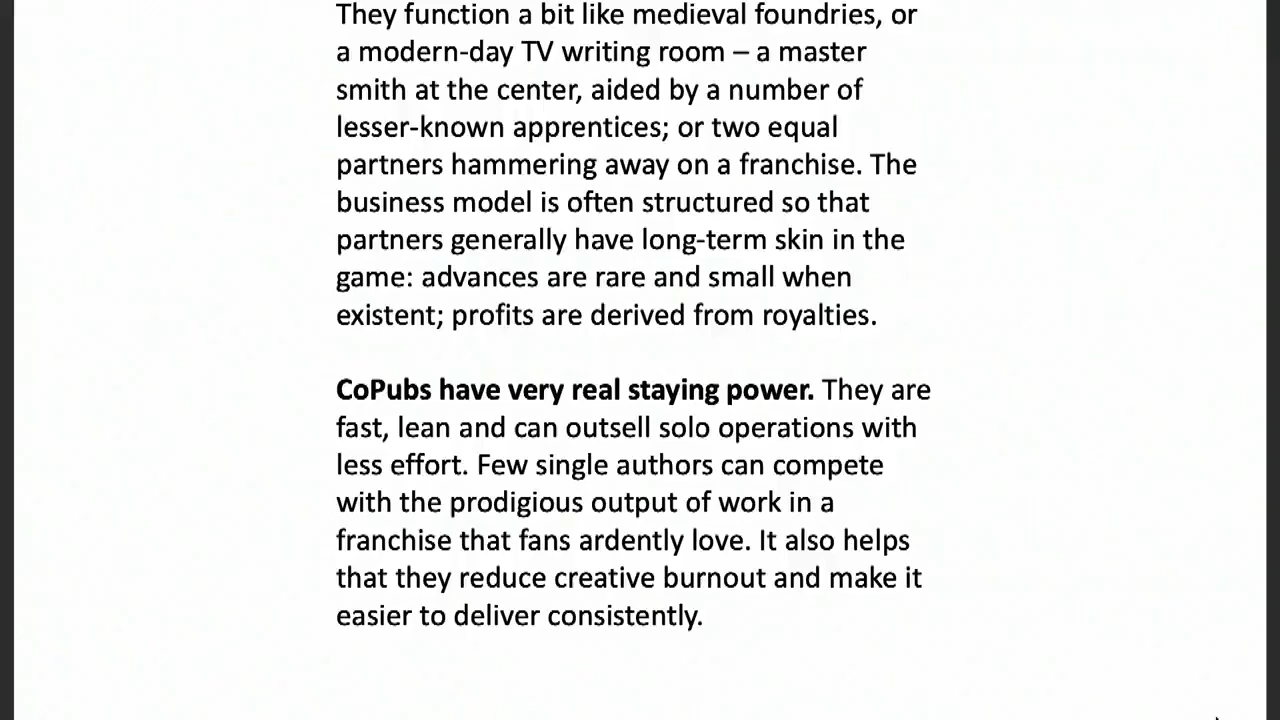 They function a bit like medieval foundries, or
a modern-day TV writing room – a master
smith at the center, aided by a number of
lesser-known apprentices; or two equal
partners hammering away on a franchise. The
business model is often structured so that
partners generally have long-term skin in the
game: advances are rare and small when
existent; profits are derived from royalties.
CoPubs have very real staying power. They are
fast, lean and can outsell solo operations with
less effort. Few single authors can compete
with the prodigious output of work in a
franchise that fans ardently love. It also helps
that they reduce creative burnout and make it
easier to deliver consistently.